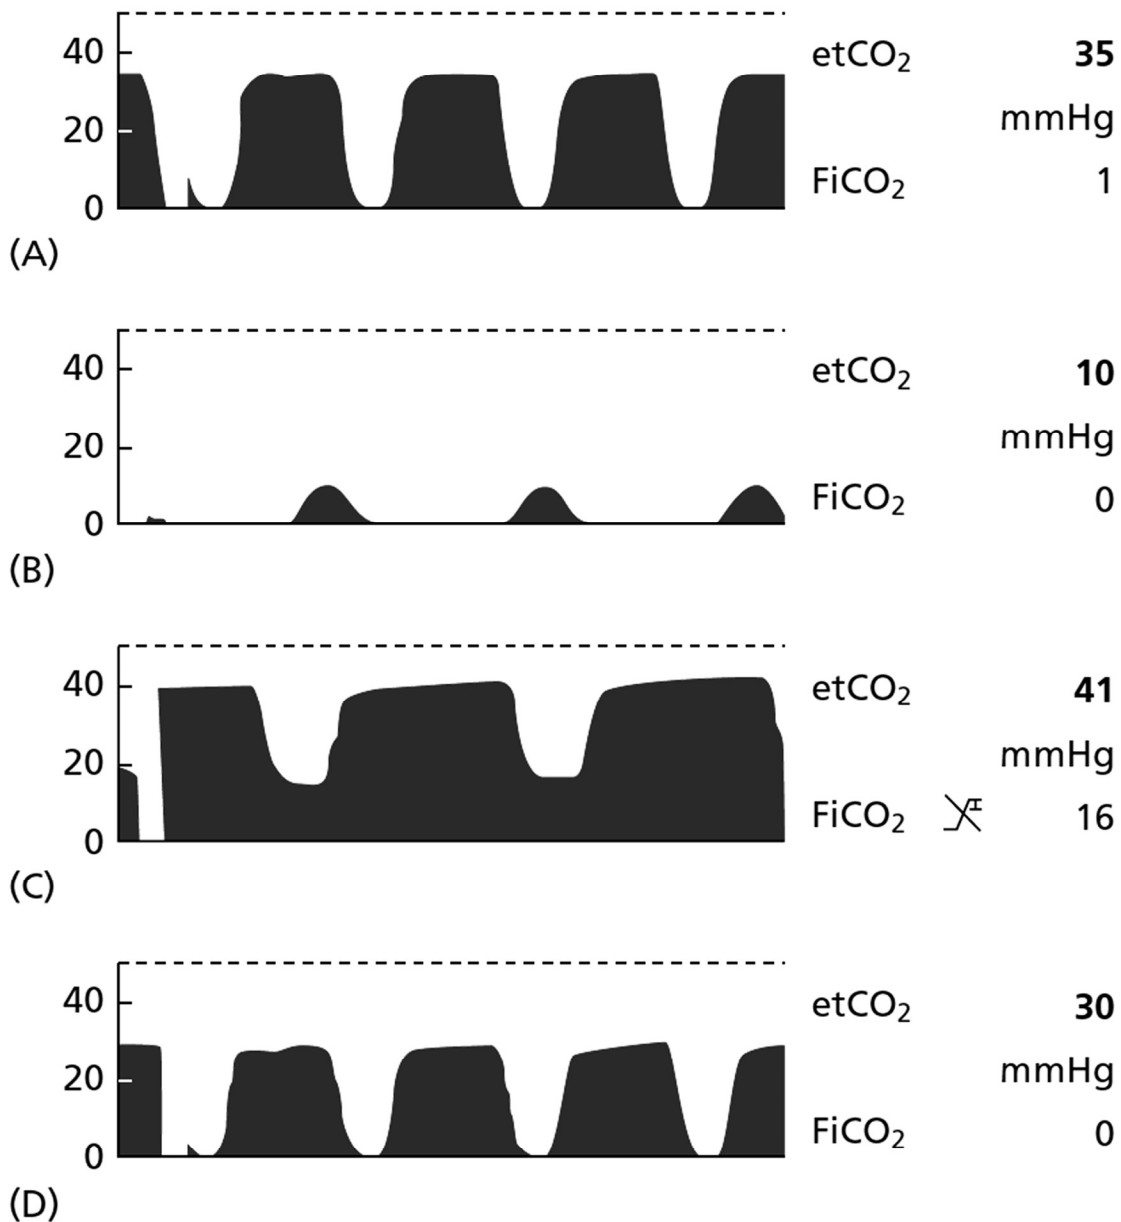 40 etCO₂ 35
20 mmHg
0 FiCO₂ 1
(A)
40 etCO₂ 10
20 mmHg
0 FiCO₂ 0
(B)
40 etCO₂ 41
20 mmHg
0 FiCO₂ 16
(C)
40 etCO₂ 30
20 mmHg
0 FiCO₂ 0
(D)